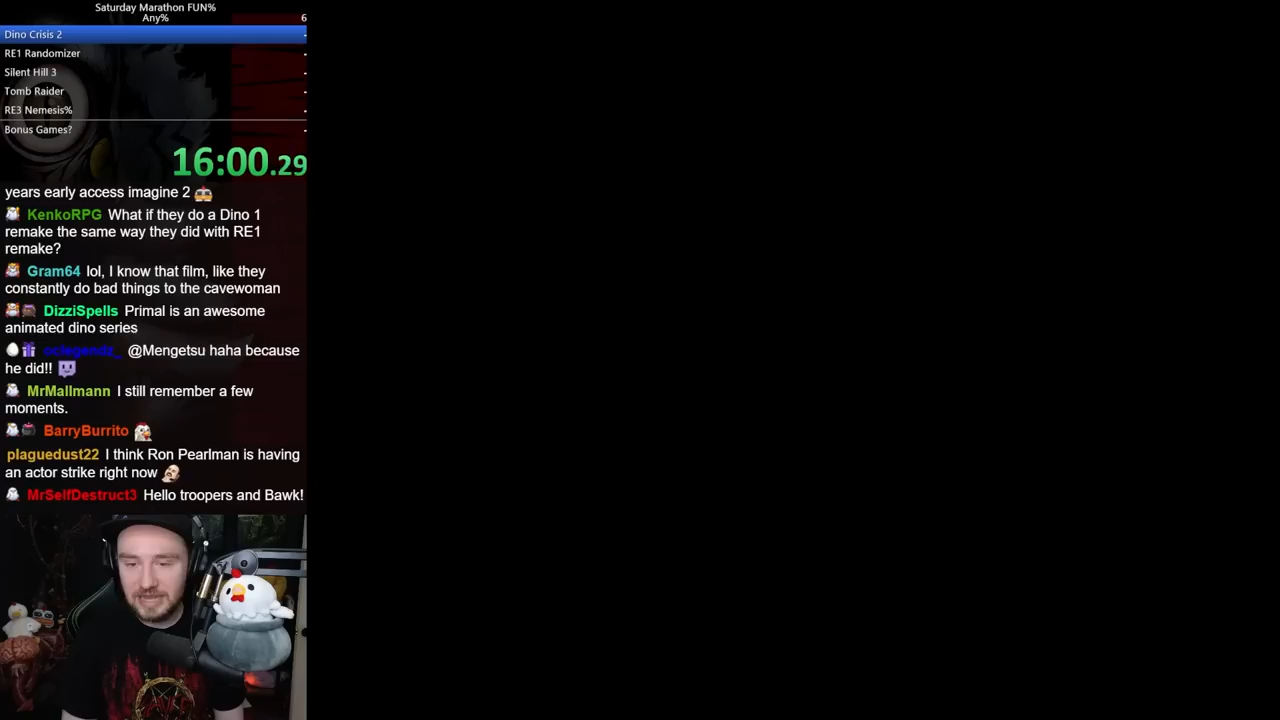 Saturday Marathon FUN%
Any%
6
Dino Crisis 2 -
RE1 Randomizer -
Silent Hill 3 -
Tomb Raider -
RE3 Nemesis% -
Bonus Games? -
16:00.29
years early access imagine 2
KenkoRPG What if they do a Dino 1
remake the same way they did with RE1
remake?
Gram64 lol, I know that film, like they
constantly do bad things to the cavewoman
DizziSpells Primal is an awesome
animated dino series
oclegendz_ @Mengetsu haha because
he did!!
MrMallmann I still remember a few
moments.
BarryBurrito
plaguedust22 I think Ron Pearlman is having
an actor strike right now
MrSelfDestruct3 Hello troopers and Bawk!